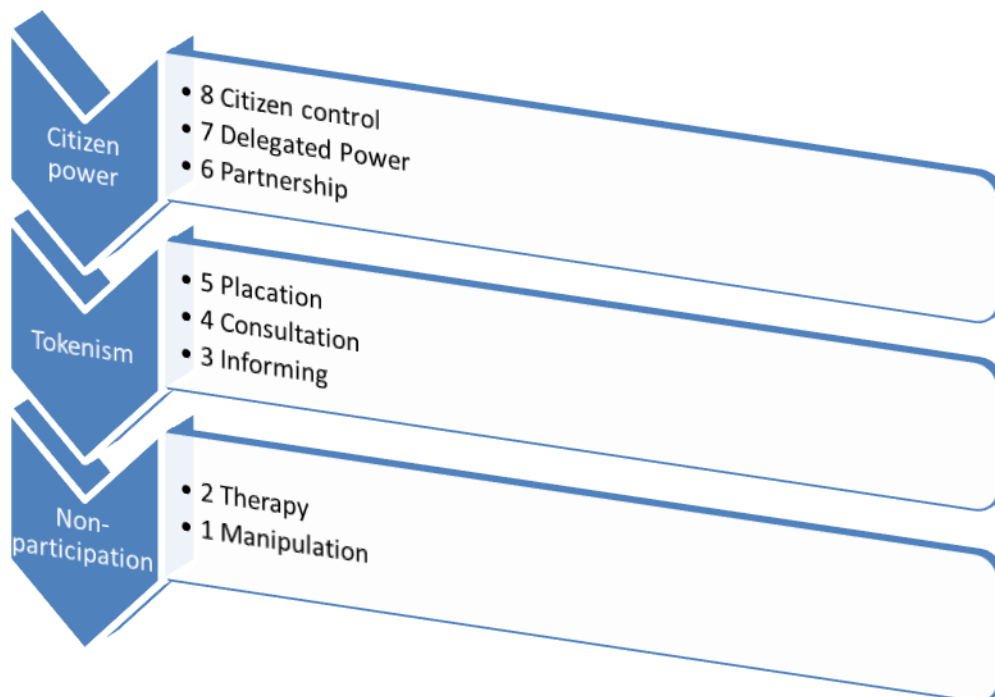 Citizen
power
• 8 Citizen control
• 7 Delegated Power
• 6 Partnership
Tokenism
• 5 Placation
• 4 Consultation
• 3 Informing
Non-
participation
• 2 Therapy
• 1 Manipulation